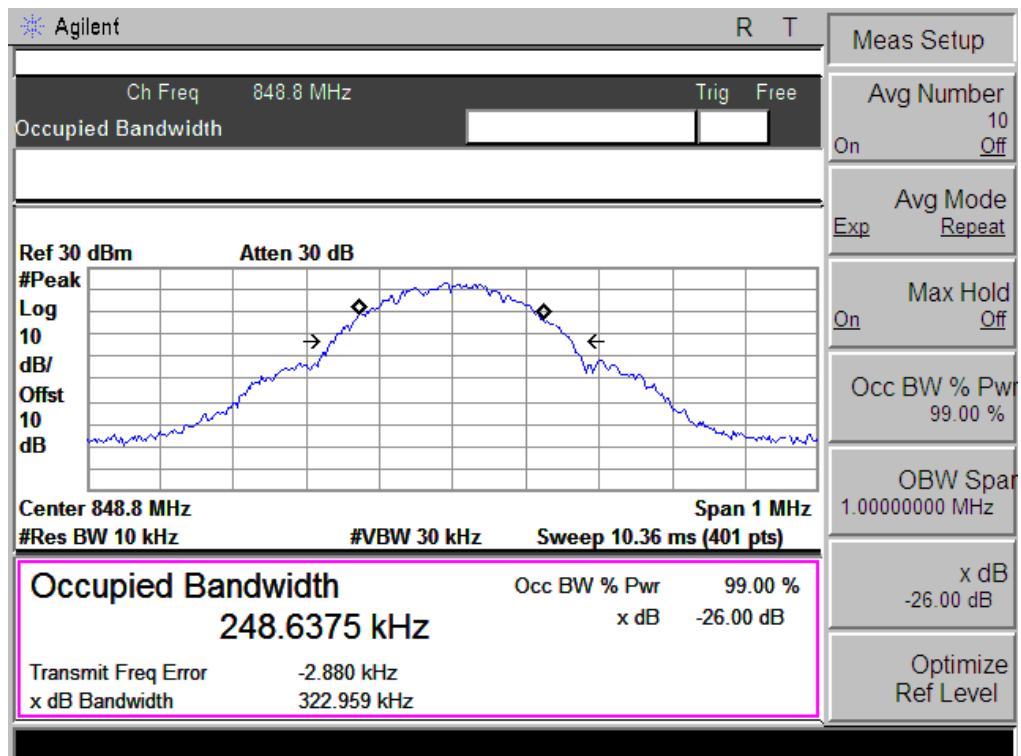 Agilent R T
Ch Freq 848.8 MHz Trig Free
Occupied Bandwidth
Ref 30 dBm Atten 30 dB
#Peak
Log
10
dB/
Offst
10
dB
Center 848.8 MHz Span 1 MHz
#Res BW 10 kHz #VBW 30 kHz Sweep 10.36 ms (401 pts)
Occupied Bandwidth
248.6375 kHz
Occ BW % Pwr 99.00 %
x dB -26.00 dB
Transmit Freq Error -2.880 kHz
x dB Bandwidth 322.959 kHz
Meas Setup
Avg Number
10
On Off
Avg Mode
Exp Repeat
Max Hold
On Off
Occ BW % Pwr
99.00 %
OBW Span
1.00000000 MHz
x dB
-26.00 dB
Optimize
Ref Level